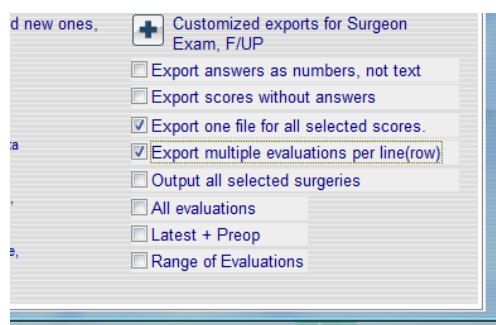 d new ones,
Customized exports for Surgeon
Exam, F/UP
Export answers as numbers, not text
Export scores without answers
Export one file for all selected scores.
ta
Export multiple evaluations per line(row)
Output all selected surgeries
All evaluations
Latest + Preop
e,
Range of Evaluations